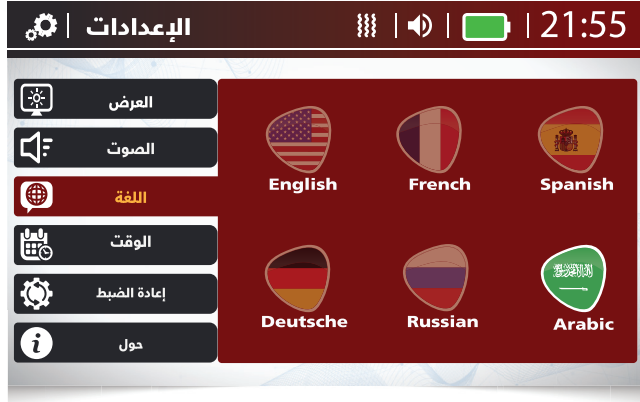 الإعدادات
21:55
العرض
الصوت
اللغة
الوقت
إعادة الضبط
حول
English
French
Spanish
Deutsche
Russian
Arabic